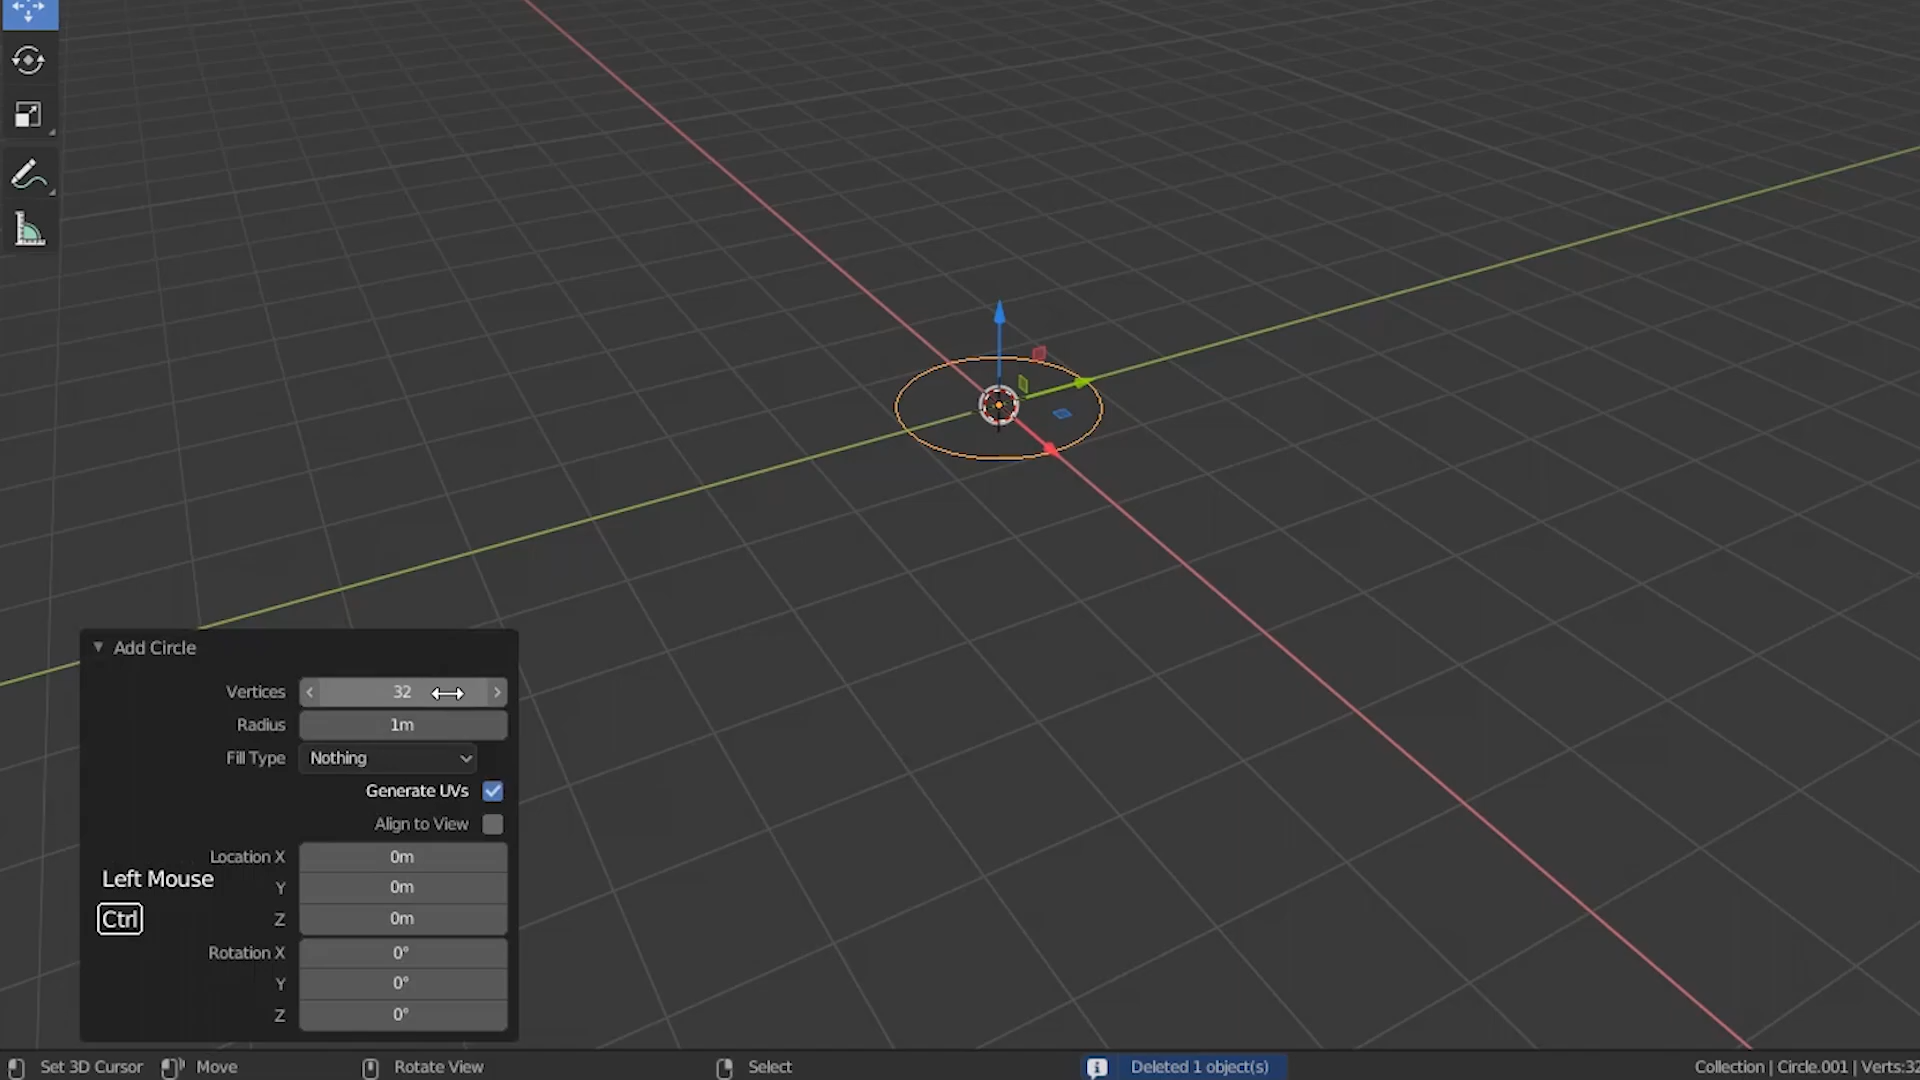 Add Circle
Vertices 32
Radius 1m
Fill Type Nothing
Generate UVs
Align to View
Location X 0m
Left Mouse
Y 0m
Ctrl
Z 0m
Rotation X 0°
Y 0°
Z 0°
Set 3D Cursor Move Rotate View Select Deleted 1 object(s) Collection | Circle.001 | Verts:32